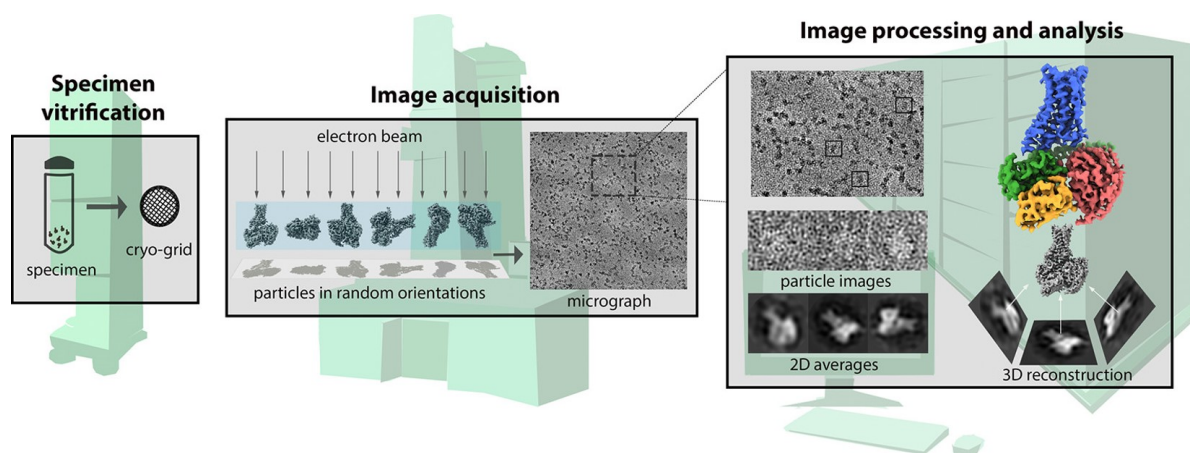 Specimen
vitrification
specimen
cryo-grid
Image acquisition
electron beam
particles in random orientations
micrograph
Image processing and analysis
particle images
2D averages
3D reconstruction